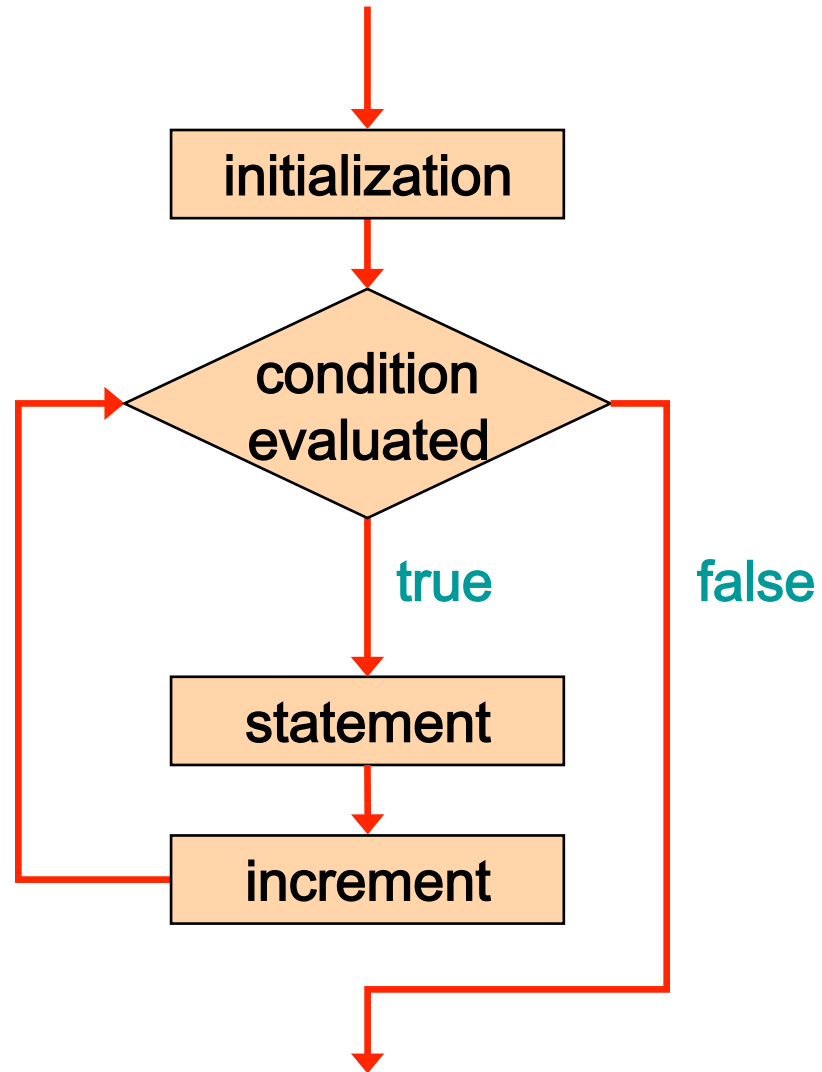 initialization
condition
evaluated
true
false
statement
increment